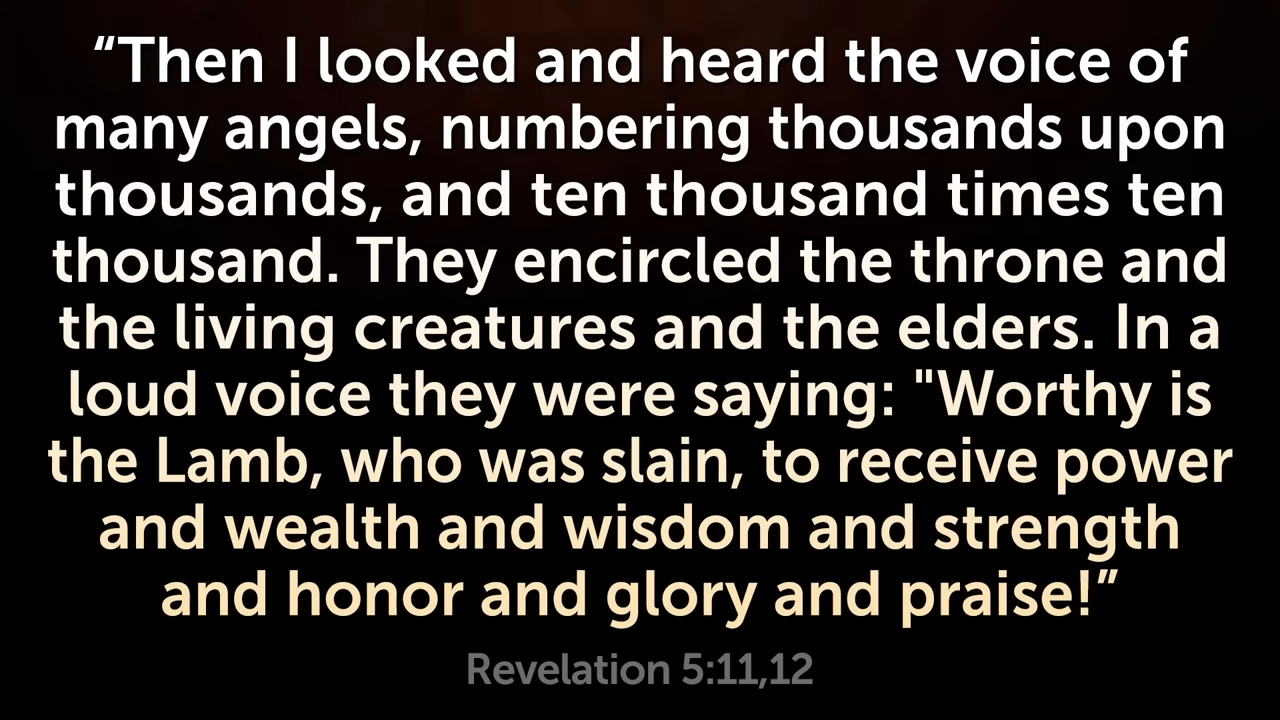 “Then I looked and heard the voice of
many angels, numbering thousands upon
thousands, and ten thousand times ten
thousand. They encircled the throne and
the living creatures and the elders. In a
loud voice they were saying: "Worthy is
the Lamb, who was slain, to receive power
and wealth and wisdom and strength
and honor and glory and praise!”
Revelation 5:11,12